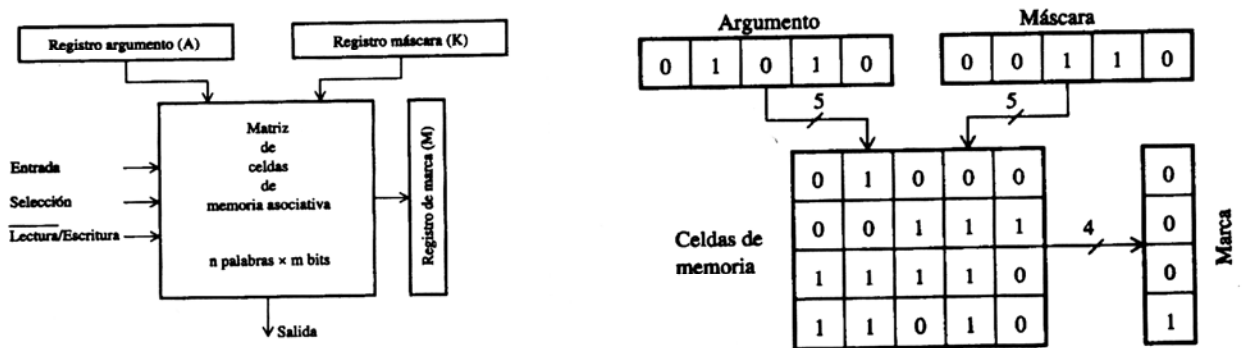 Registro argumento (A)
Registro máscara (K)
Matriz
de
celdas
de
memoria asociativa
n palabras × m bits
Entrada
Selección
Lectura/Escritura
Registro de marca (M)
Salida
Argumento
Máscara
0 1 0 1 0
0 0 1 1 0
5
5
0 1 0 0 0
0 0 1 1 1
1 1 1 1 0
1 1 0 1 0
Celdas de
memoria
4
0
0
0
1
Marca